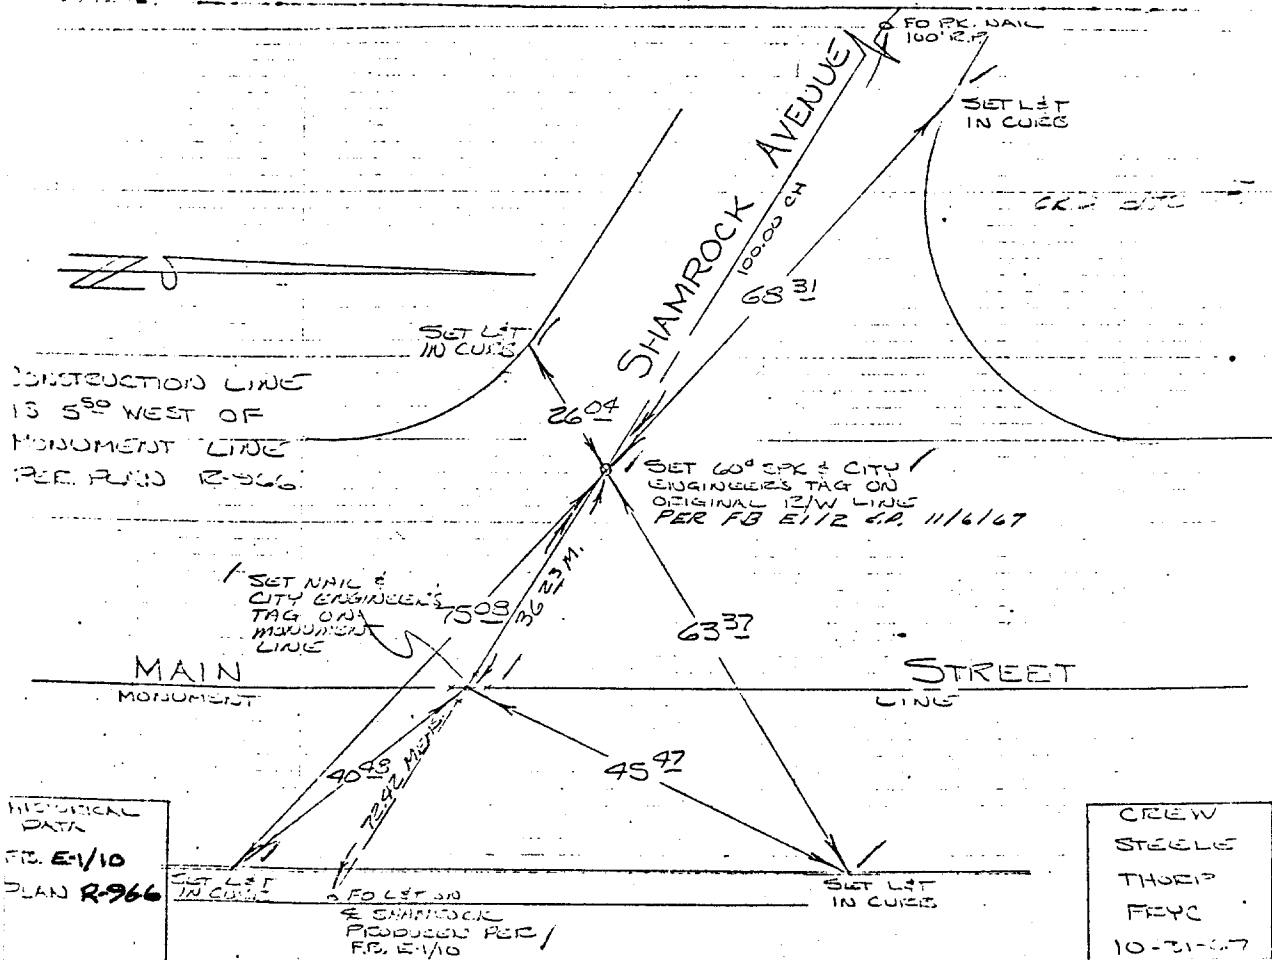 FD PK. NAIL
100' R.P.
SET L&T
IN CURB
SHAMROCK AVENUE
100.00 CH
68 31
SET L&T
IN CURB
CONSTRUCTION LINE
IS 5 50 WEST OF
MONUMENT LINE
PER PLAN R-966
26 04
SET 60d SPK & CITY
ENGINEER'S TAG ON
ORIGINAL R/W LINE
PER FB E1/2 11/6/67
36 23 M.
SET NAIL &
CITY ENGINEER'S
TAG ON
MONUMENT
LINE
75 08
63 37
MAIN STREET
MONUMENT LINE
40 48
72.42 MEAS.
45 47
HISTORICAL
DATA
F.B. E-1/10
PLAN R-966
SET L&T
IN CURB
FD L&T ON
℄ SHAMROCK
PRODUCED PER
F.B. E-1/10
SET L&T
IN CURB
CREW
STEELE
THORP
FRYE
10-31-67